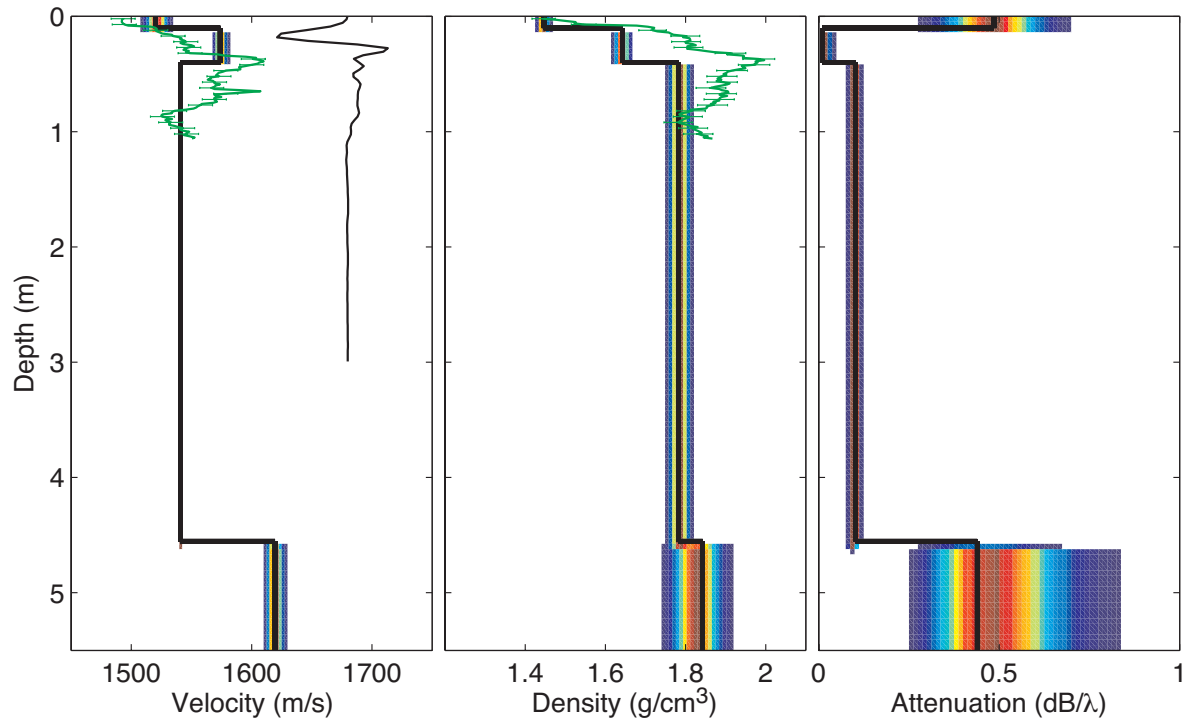 0
1
2
3
4
5
Depth (m)
1500 1600 1700
Velocity (m/s)
1.4 1.6 1.8 2
Density (g/cm³)
0 0.5 1
Attenuation (dB/λ)